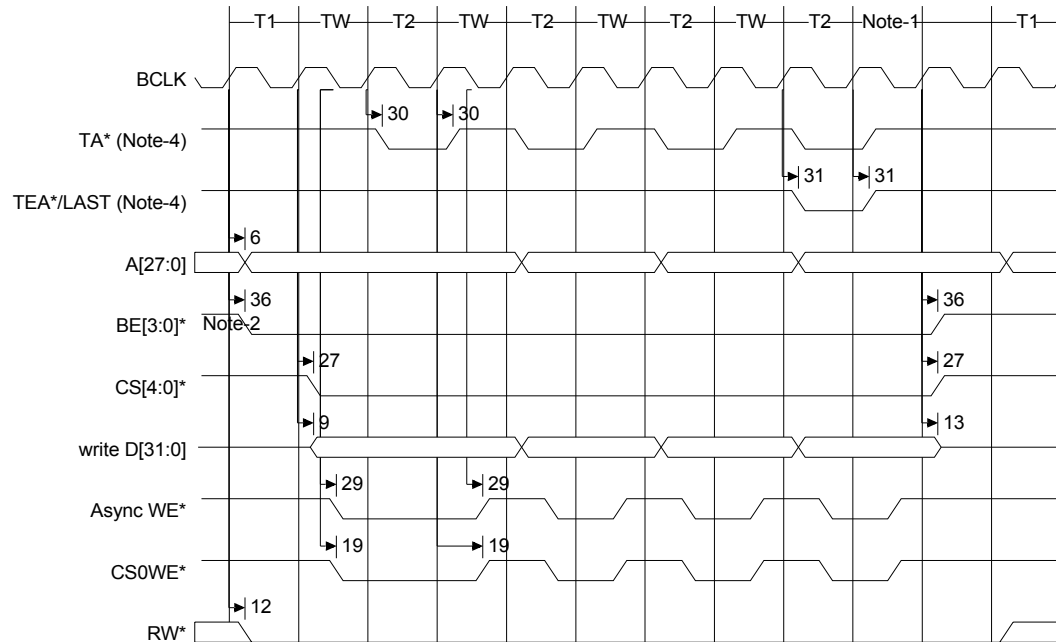 T1 TW T2 TW T2 TW T2 TW T2 Note-1 T1
BCLK
30 30
TA* (Note-4)
31 31
TEA*/LAST (Note-4)
6
A[27:0]
36 36
BE[3:0]* Note-2
27 27
CS[4:0]*
9 13
write D[31:0]
29 29
Async WE*
19 19
CS0WE*
12
RW*